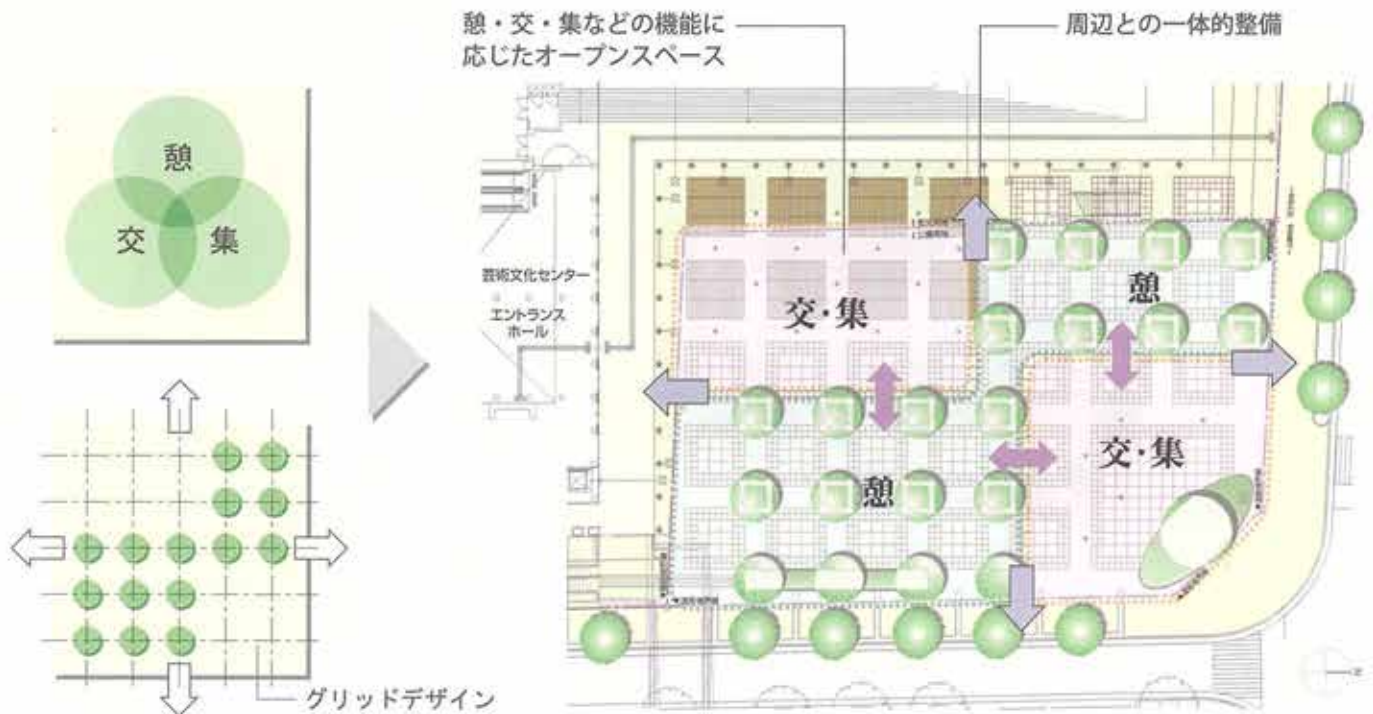 憩・交・集などの機能に
応じたオープンスペース
周辺との一体的整備
憩
交
集
芸術文化センター
エントランス
ホール
交・集
憩
交・集
憩
グリッドデザイン